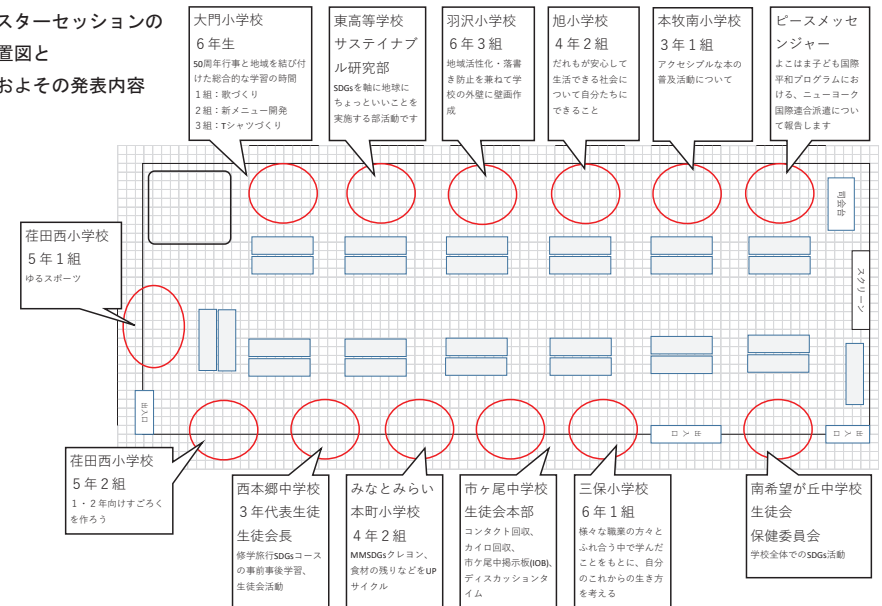 スターセッションの
置図と
およその発表内容
大門小学校
６年生
50周年行事と地域を結び付
けた総合的な学習の時間
１組：歌づくり
２組：新メニュー開発
３組：Tシャツづくり
東高等学校
サステイナブ
ル研究部
SDGsを軸に地球に
ちょっといいことを
実施する部活動です
羽沢小学校
６年３組
地域活性化・落書
き防止を兼ねて学
校の外壁に壁画作
成
旭小学校
４年２組
だれもが安心して
生活できる社会に
ついて自分たちに
できること
本牧南小学校
３年１組
アクセシブルな本の
普及活動について
ピースメッセ
ンジャー
よこはま子ども国際
平和プログラムにお
ける、ニューヨーク
国際連合派遣につい
て報告します
司会台
スクリーン
荏田西小学校
５年１組
ゆるスポーツ
出入口
出入口
出入口
荏田西小学校
５年２組
１・２年向けすごろく
を作ろう
西本郷中学校
３年代表生徒
生徒会長
修学旅行SDGsコース
の事前事後学習、
生徒会活動
みなとみらい
本町小学校
４年２組
MMSDGsクレヨン、
食材の残りなどをUP
サイクル
市ヶ尾中学校
生徒会本部
コンタクト回収、
カイロ回収、
市ケ尾中掲示板(IOB)、
ディスカッションタ
イム
三保小学校
６年１組
様々な職業の方々と
ふれ合う中で学んだ
ことをもとに、自分
のこれからの生き方
を考える
南希望が丘中学校
生徒会
保健委員会
学校全体でのSDGs活動